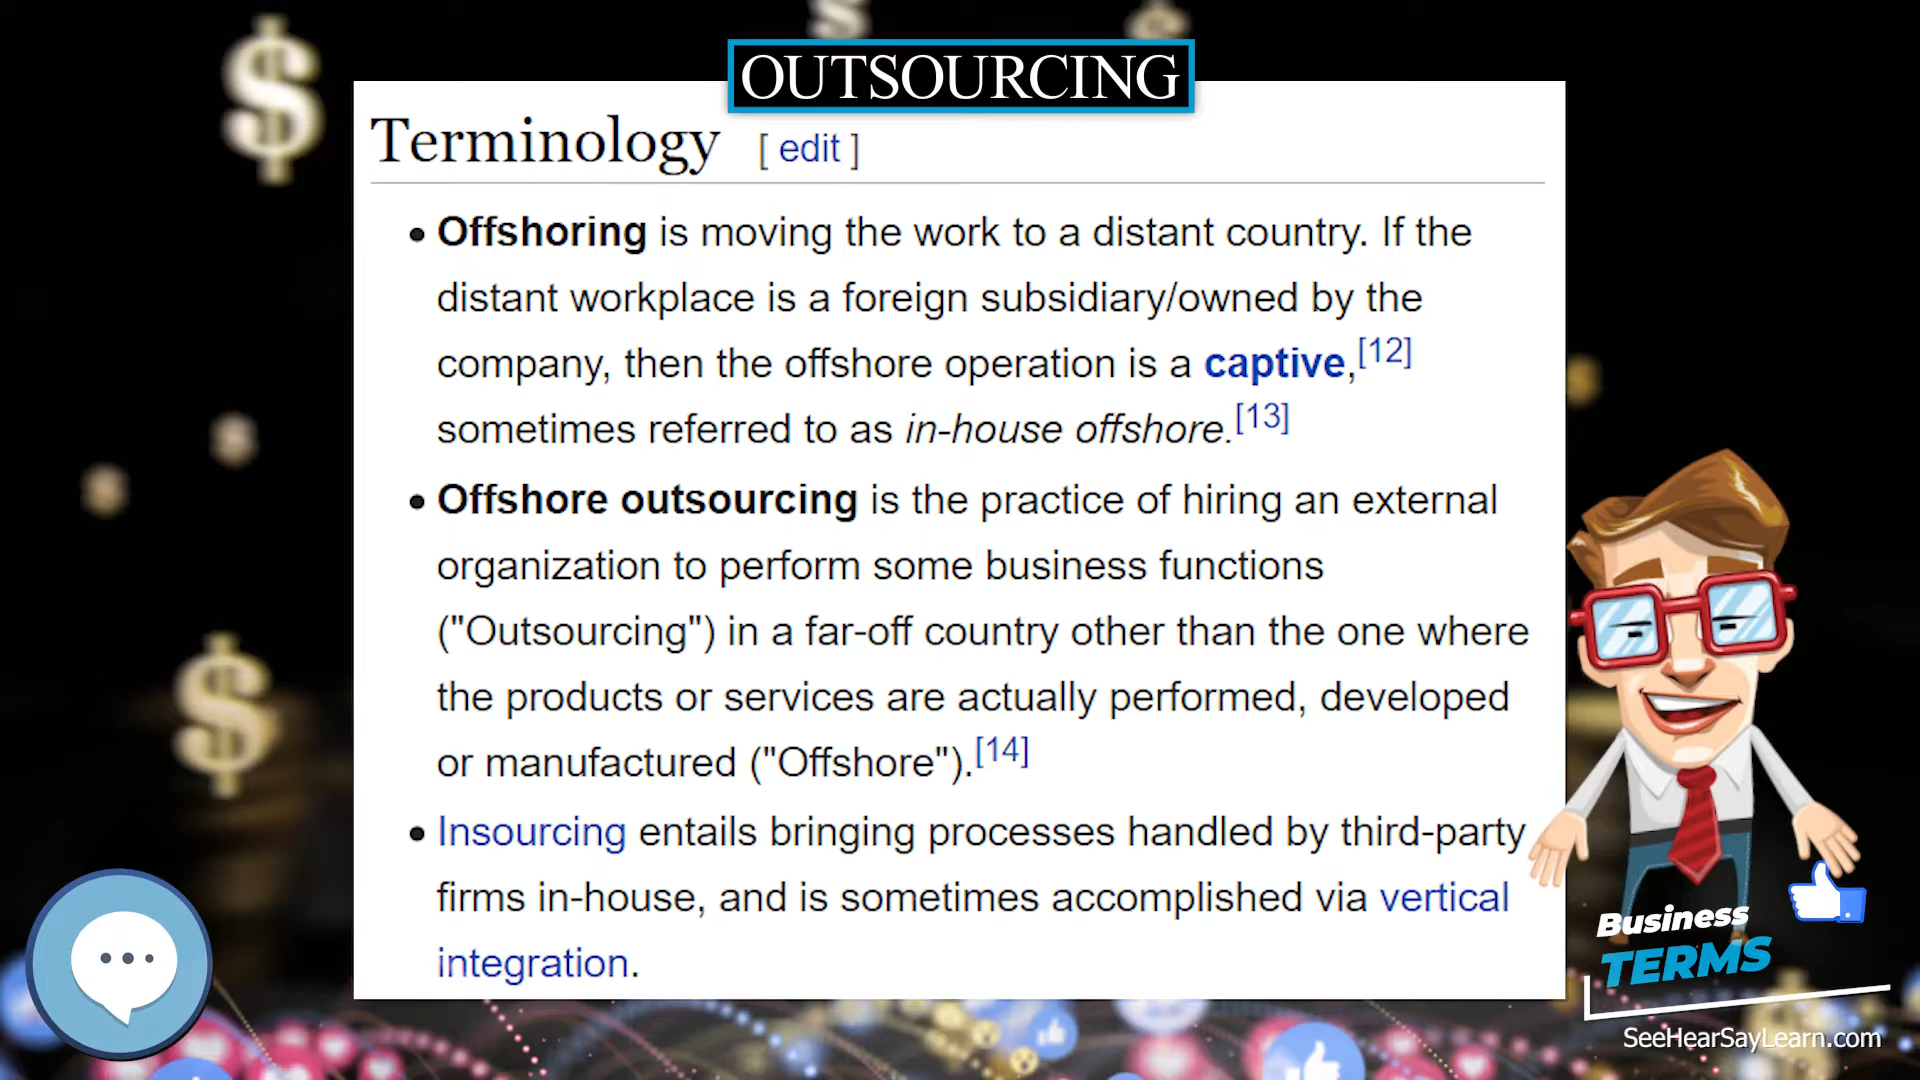 OUTSOURCING
Terminology [ edit ]
• Offshoring is moving the work to a distant country. If the
distant workplace is a foreign subsidiary/owned by the
company, then the offshore operation is a captive,[12]
sometimes referred to as in-house offshore.[13]
• Offshore outsourcing is the practice of hiring an external
organization to perform some business functions
("Outsourcing") in a far-off country other than the one where
the products or services are actually performed, developed
or manufactured ("Offshore").[14]
• Insourcing entails bringing processes handled by third-party
firms in-house, and is sometimes accomplished via vertical
integration.
Business
TERMS
SeeHearSayLearn.com